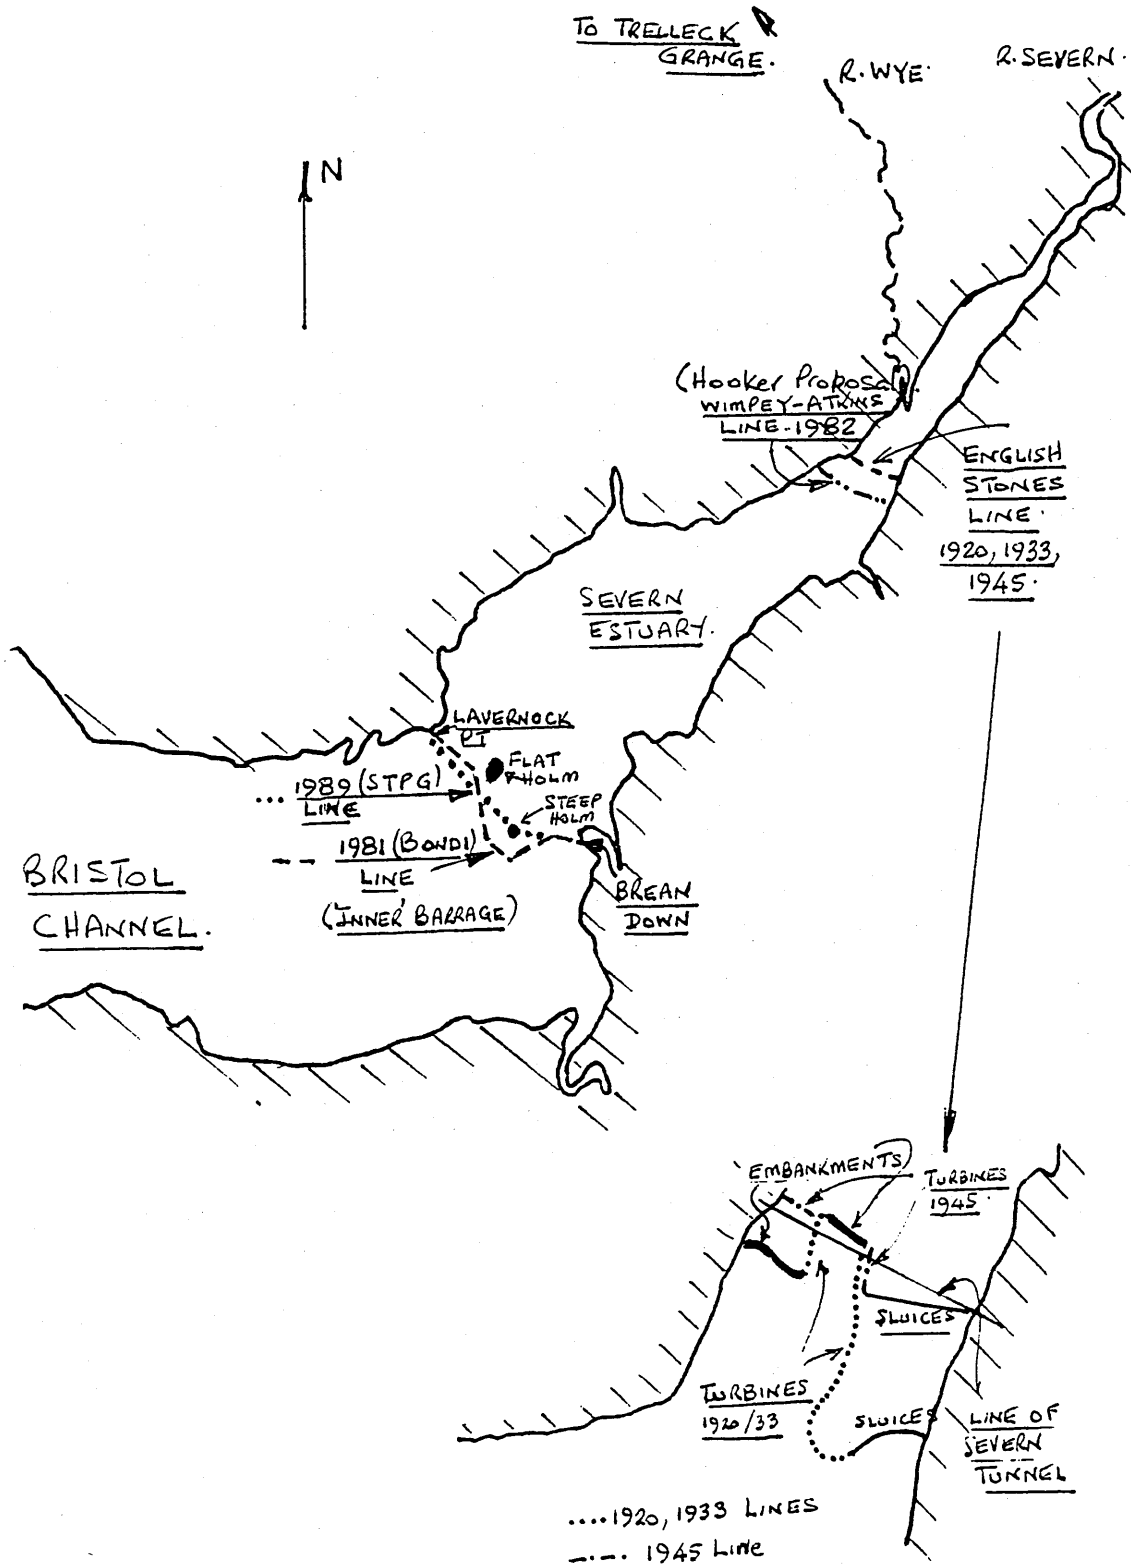 TO TRELLECK
GRANGE.
R. WYE.
R. SEVERN.
N
(Hooker Proposal)
WIMPEY-ATKINS
LINE-1982
ENGLISH
STONES
LINE.
1920, 1933,
1945.
SEVERN
ESTUARY.
LAVERNOCK
PT
FLAT
HOLM
... 1989 (STPG)
LINE
STEEP
HOLM
-- 1981 (BONDI)
LINE
('INNER' BARRAGE)
BRISTOL
CHANNEL.
BREAN
DOWN
EMBANKMENTS
TURBINES
1945.
SLUICES
TURBINES
1920/33
SLUICES
LINE OF
SEVERN
TUNNEL
.... 1920, 1933 LINES
-.-. 1945 Line